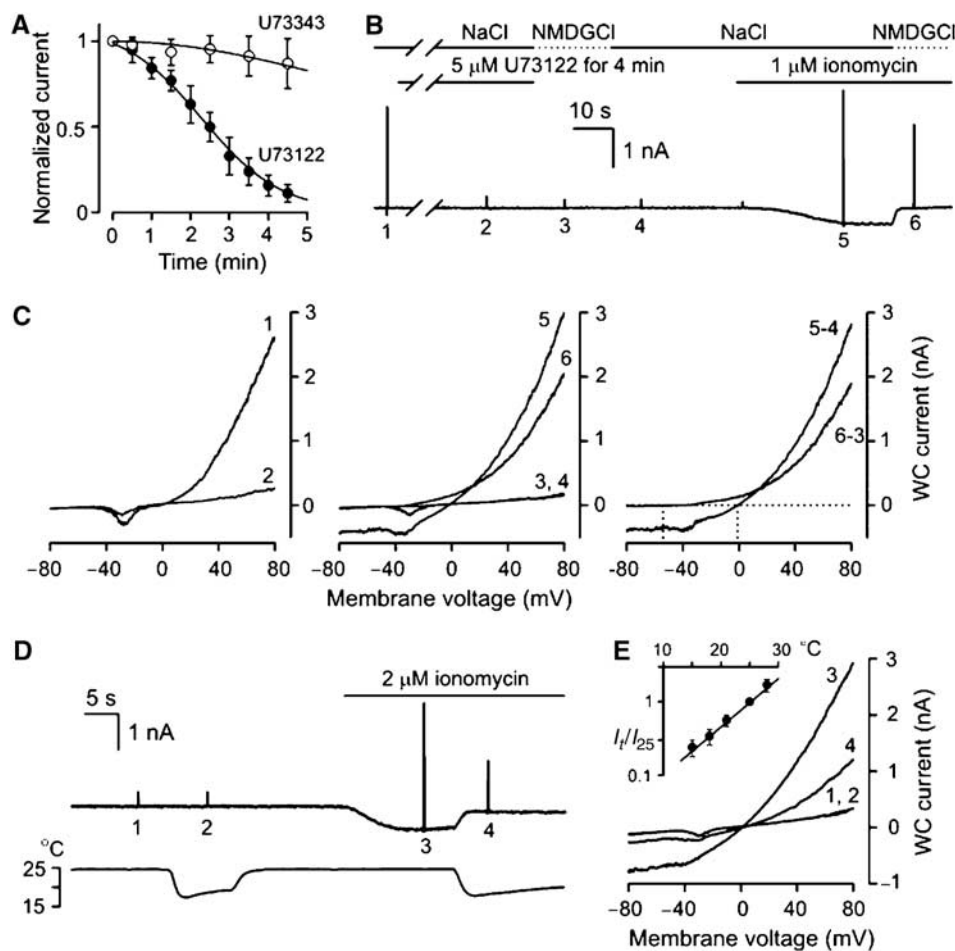 A
U73343
U73122
Normalized current
1
0.5
0
0 1 2 3 4 5
Time (min)
B
NaCl NMDGCl NaCl NMDGCl
5 μM U73122 for 4 min 1 μM ionomycin
10 s
1 nA
1 2 3 4 5 6
C
1
2
3
2
1
0
-80 -40 0 40 80
5
6
3, 4
3
2
1
0
-80 -40 0 40 80
5-4
6-3
3
2
1
0
-80 -40 0 40 80
WC current (nA)
Membrane voltage (mV)
D
2 μM ionomycin
5 s
1 nA
1 2 3 4
°C
25
15
E
10 20 30 °C
1
0.1
It/I25
3
4
1, 2
3
2
1
0
-1
WC current (nA)
-80 -40 0 40 80
Membrane voltage (mV)